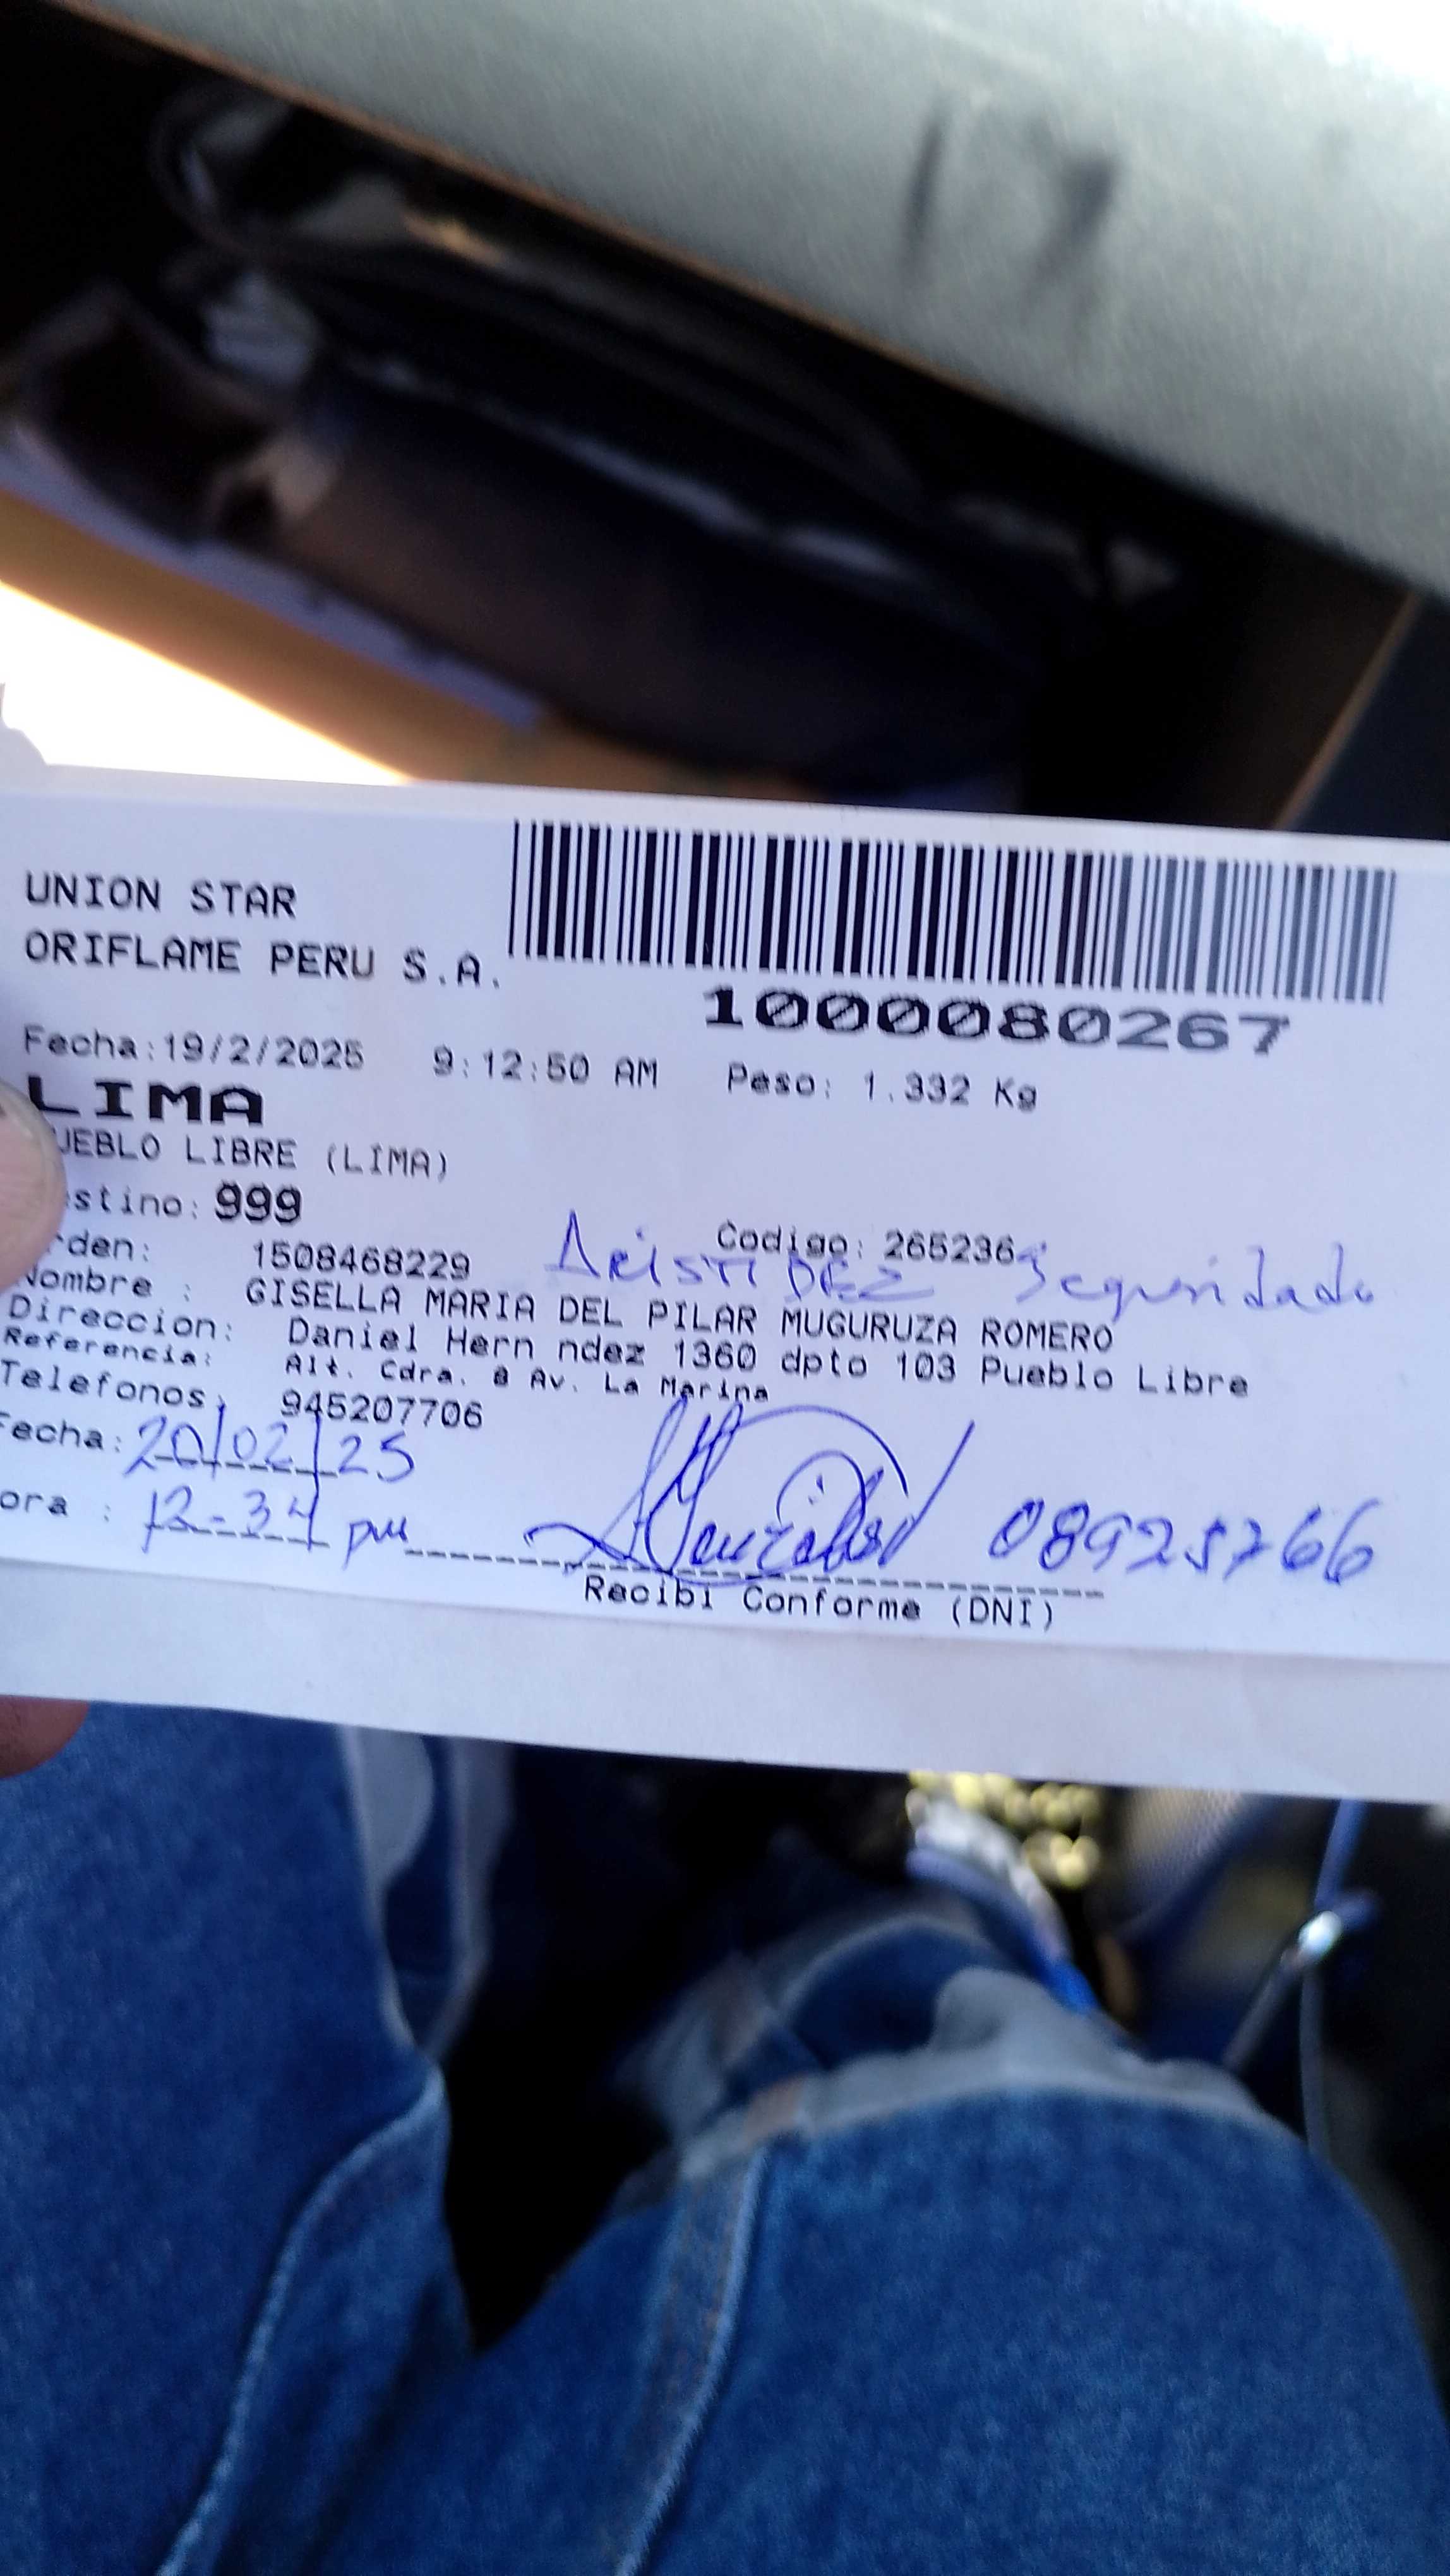 UNION STAR
ORIFLAME PERU S.A.
1000080267
Fecha:19/2/2025 9:12:50 AM Peso: 1.332 Kg
LIMA
UEBLO LIBRE (LIMA)
stino: 999
rden: 1508468229 Codigo: 265236
ARISTIDEZ Seguridad
Nombre : GISELLA MARIA DEL PILAR MUGURUZA ROMERO
Direccion: Daniel Hern ndez 1360 dpto 103 Pueblo Libre
Referencia: Alt. Cdra. 8 Av. La Marina
Telefonos: 945207706
Fecha: 20/02/25
ora : 12-34 pm 08925766
Recibi Conforme (DNI)